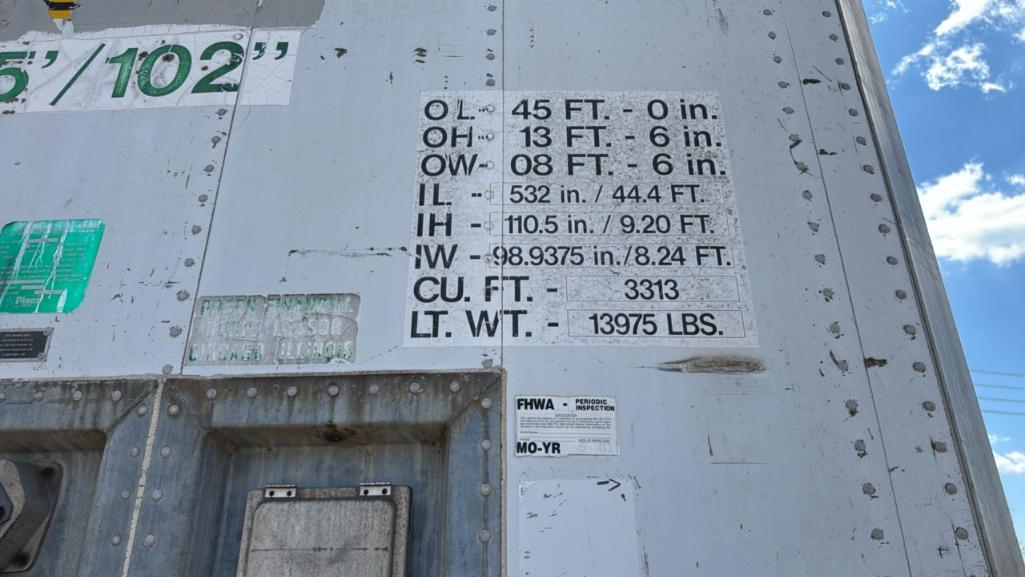 5'/102"
OL- 45 FT. - 0 in.
OH- 13 FT. - 6 in.
OW- 08 FT. - 6 in.
IL - 532 in. / 44.4 FT.
IH - 110.5 in / 9.20 FT.
IW - 98.9375 in./8.24 FT.
CU. FT. - 3313
LT. WT. - 13975 LBS.
CHICAGO ILLINOIS
FHWA - PERIODIC INSPECTION
MO-YR